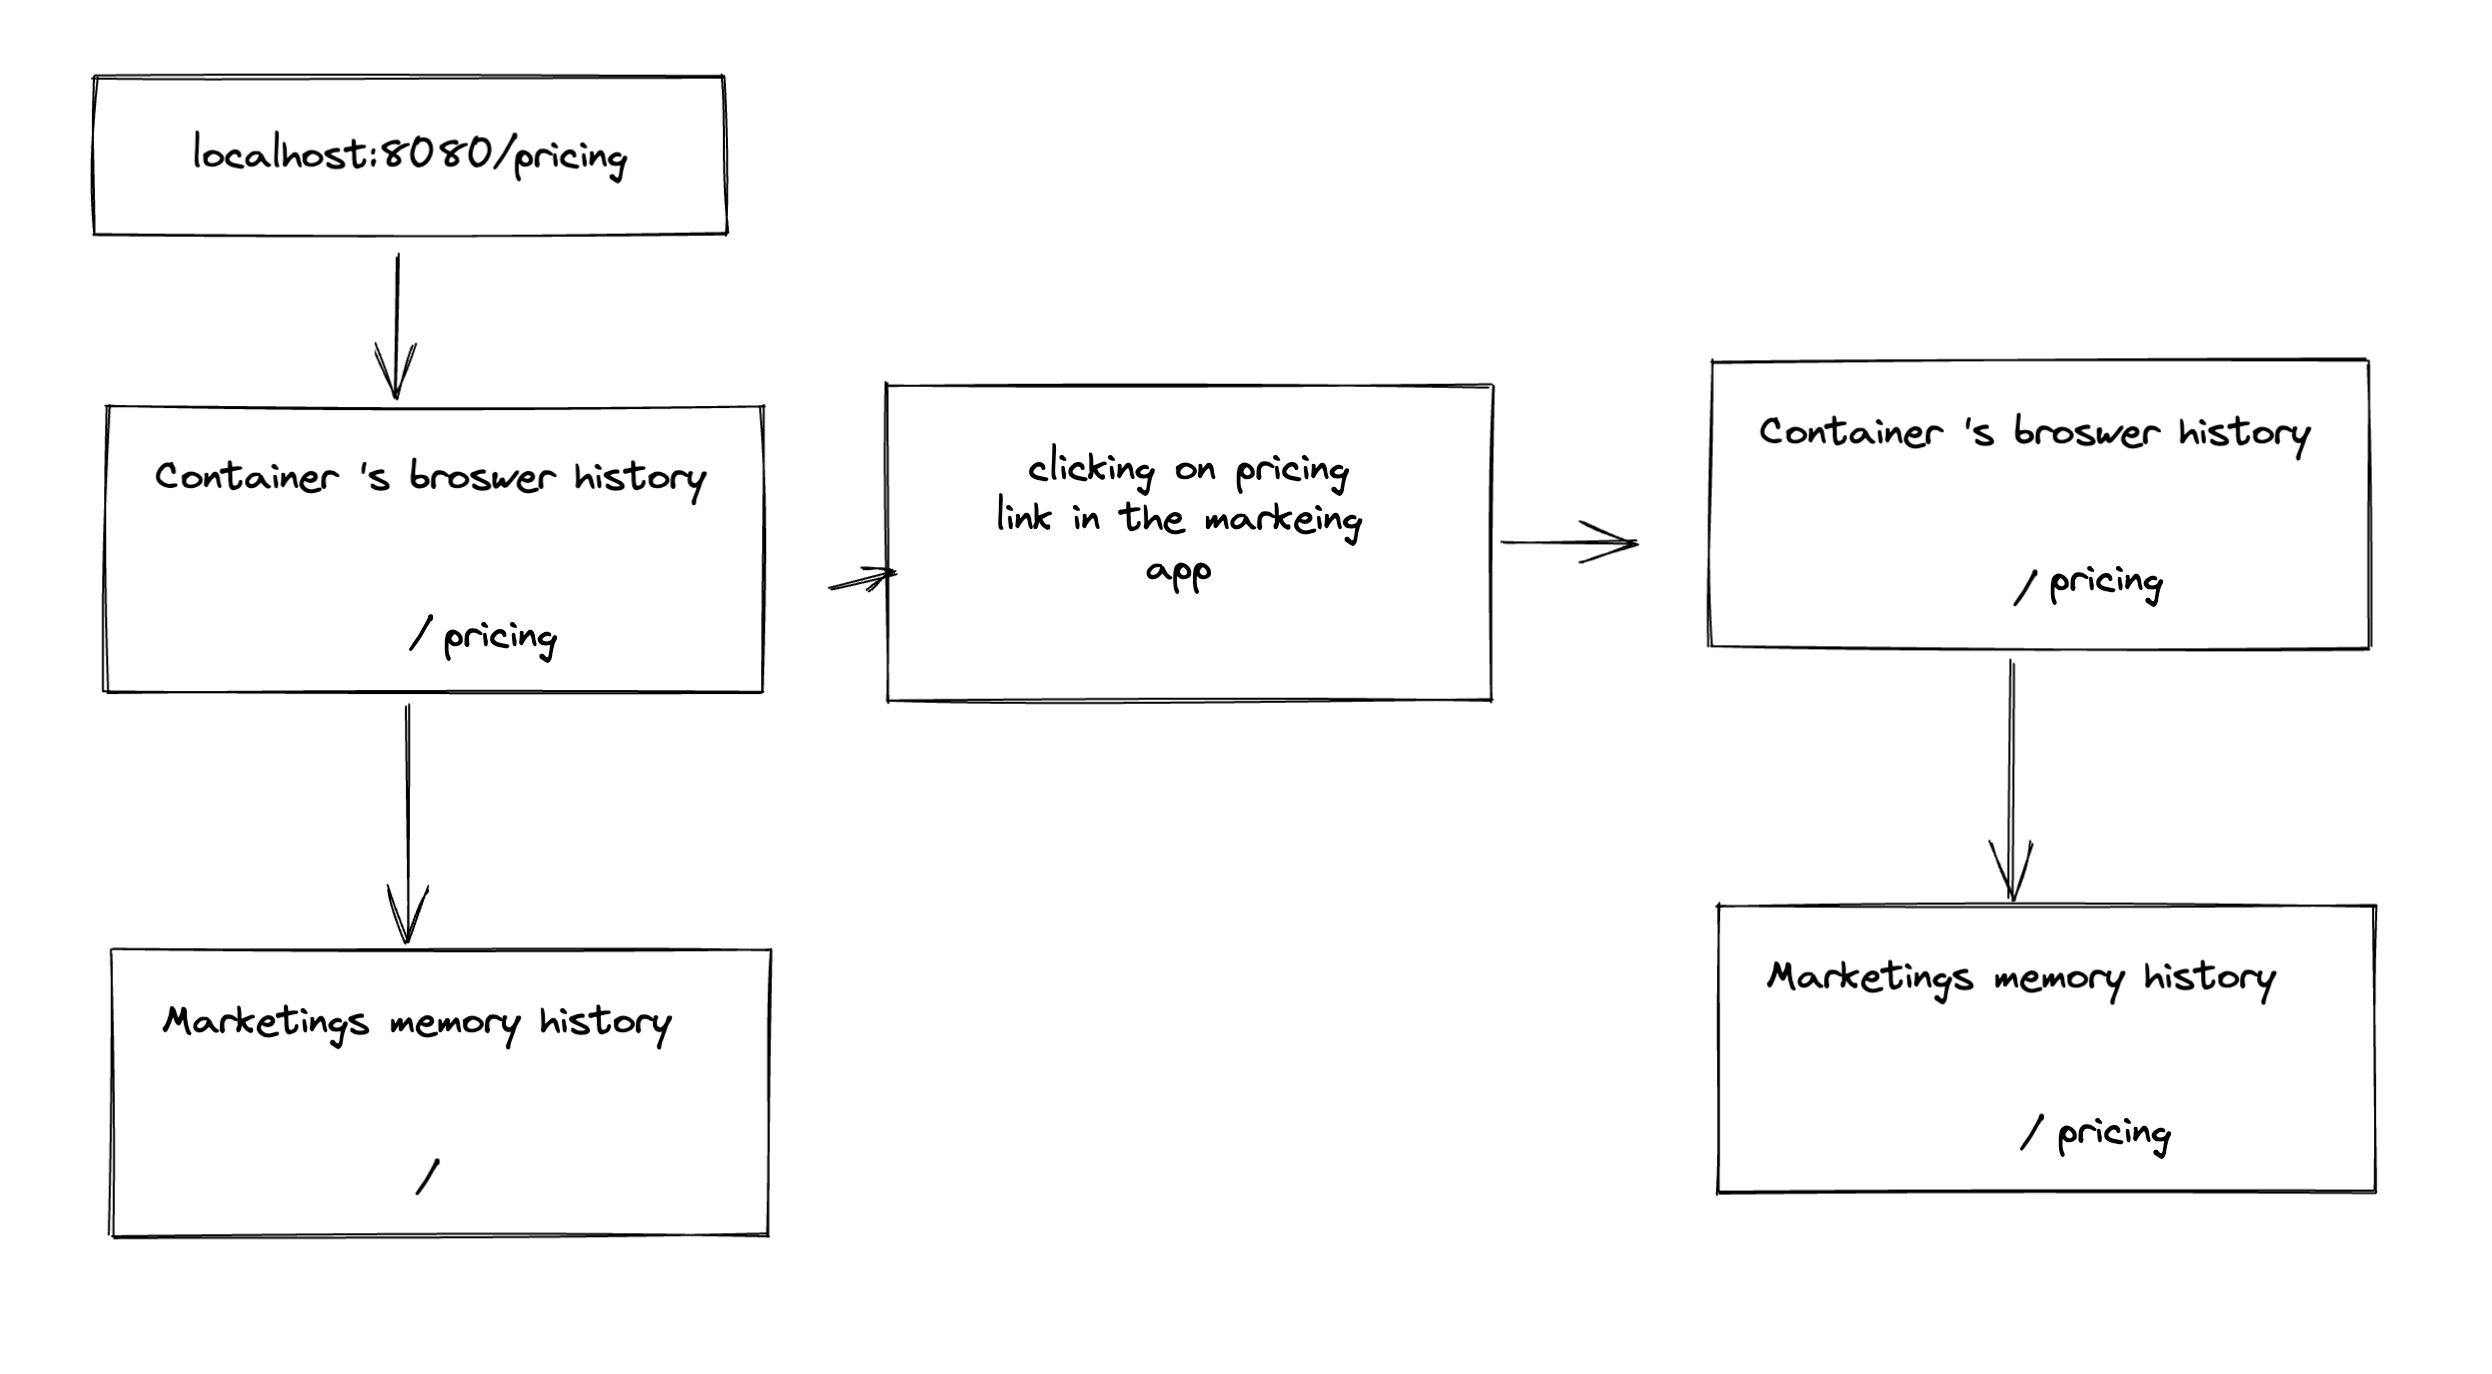 localhost:8080/pricing
Container 's broswer history
/ pricing
Marketings memory history
/
clicking on pricing
link in the markeing
app
Container 's broswer history
/ pricing
Marketings memory history
/ pricing